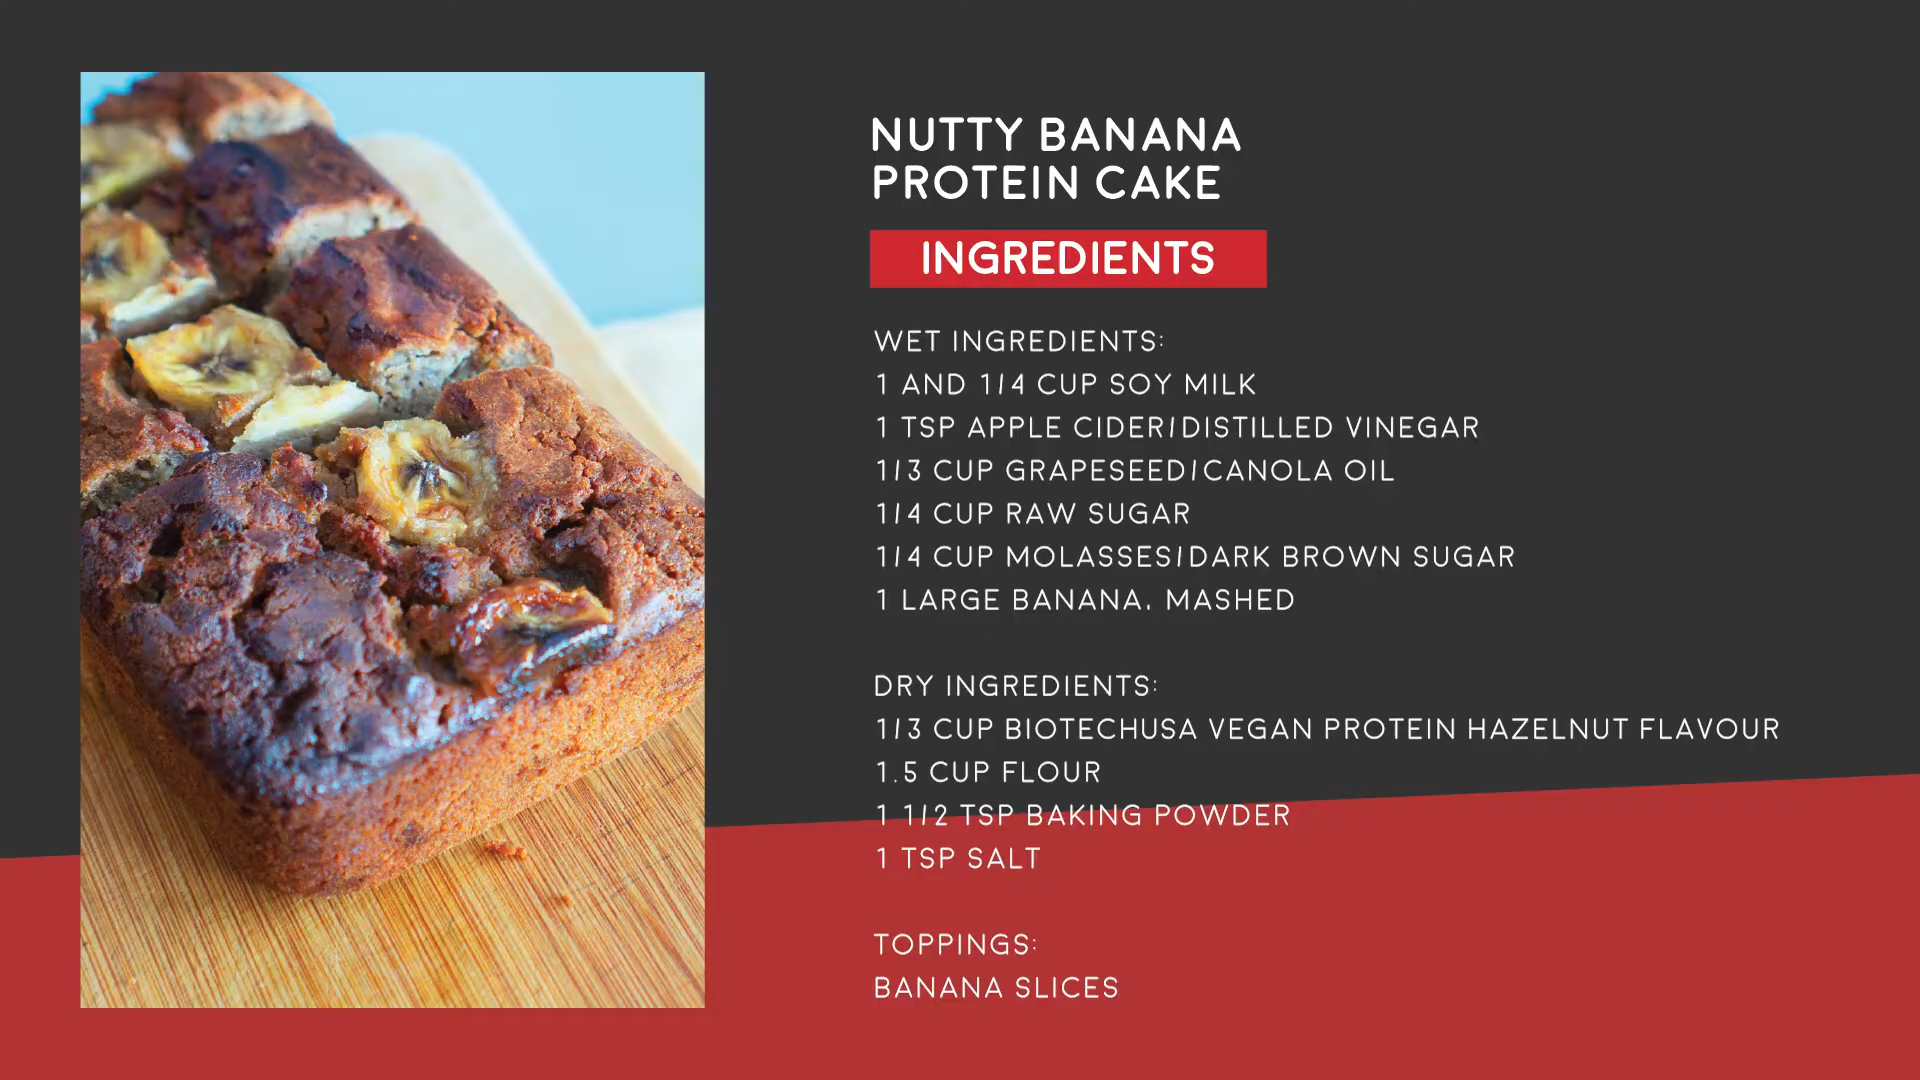 NUTTY BANANA
PROTEIN CAKE
INGREDIENTS
WET INGREDIENTS:
1 AND 1/4 CUP SOY MILK
1 TSP APPLE CIDER/DISTILLED VINEGAR
1/3 CUP GRAPESEED/CANOLA OIL
1/4 CUP RAW SUGAR
1/4 CUP MOLASSES/DARK BROWN SUGAR
1 LARGE BANANA, MASHED
DRY INGREDIENTS:
1/3 CUP BIOTECHUSA VEGAN PROTEIN HAZELNUT FLAVOUR
1.5 CUP FLOUR
1 1/2 TSP BAKING POWDER
1 TSP SALT
TOPPINGS:
BANANA SLICES